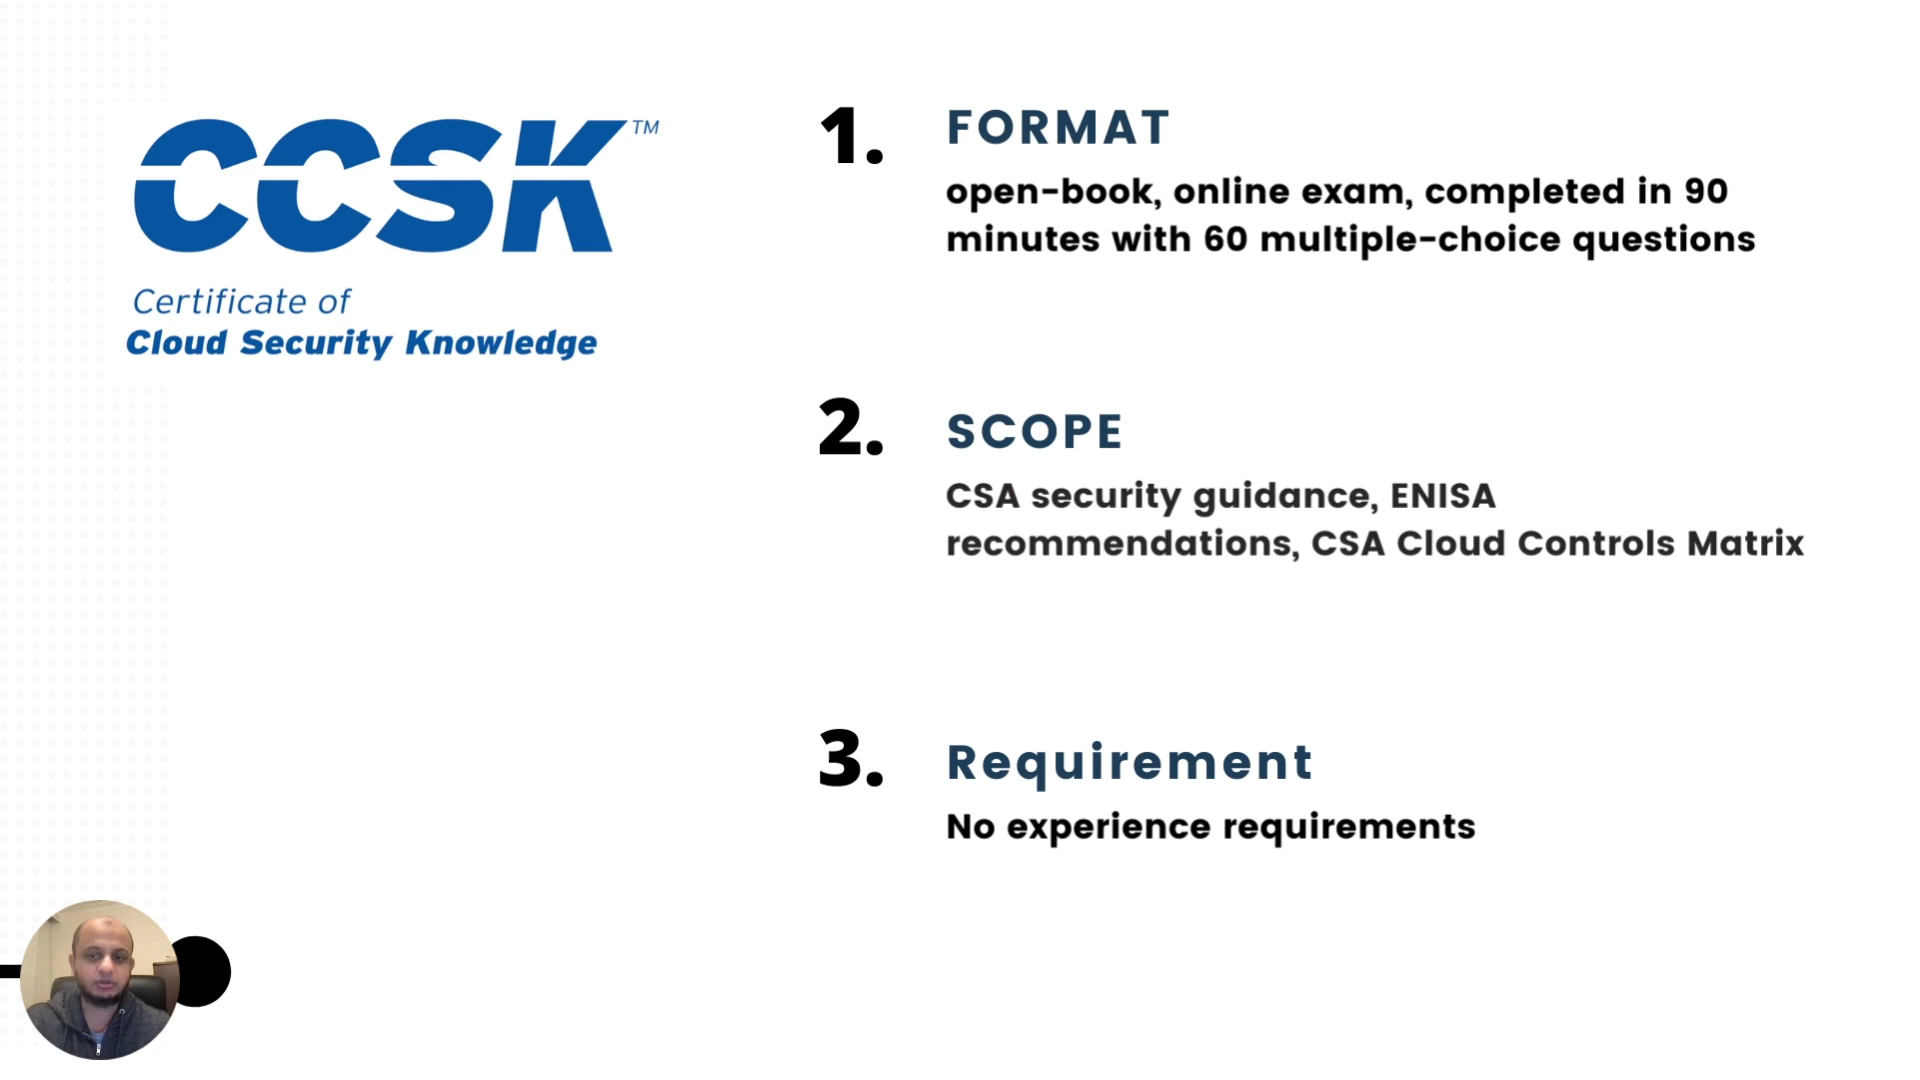 CCSK™
Certificate of
Cloud Security Knowledge
1.
FORMAT
open-book, online exam, completed in 90
minutes with 60 multiple-choice questions
2.
SCOPE
CSA security guidance, ENISA
recommendations, CSA Cloud Controls Matrix
3.
Requirement
No experience requirements